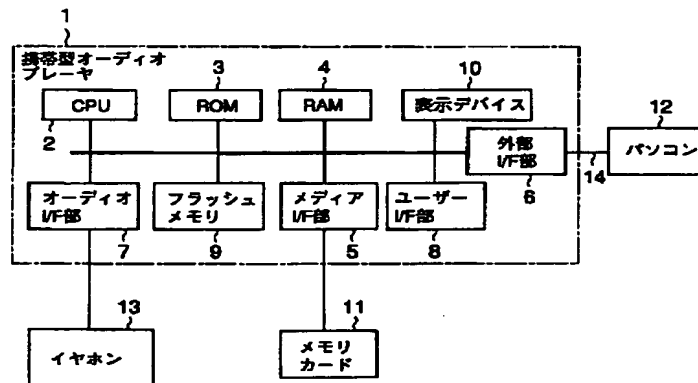 1
携帯型オーディオ
プレーヤ
3
4
10
12
CPU
ROM
RAM
表示デバイス
2
外部
I/F部
パソコン
6
14
オーディオ
I/F部
フラッシュ
メモリ
メディア
I/F部
ユーザー
I/F部
7
9
5
8
13
11
イヤホン
メモリ
カード